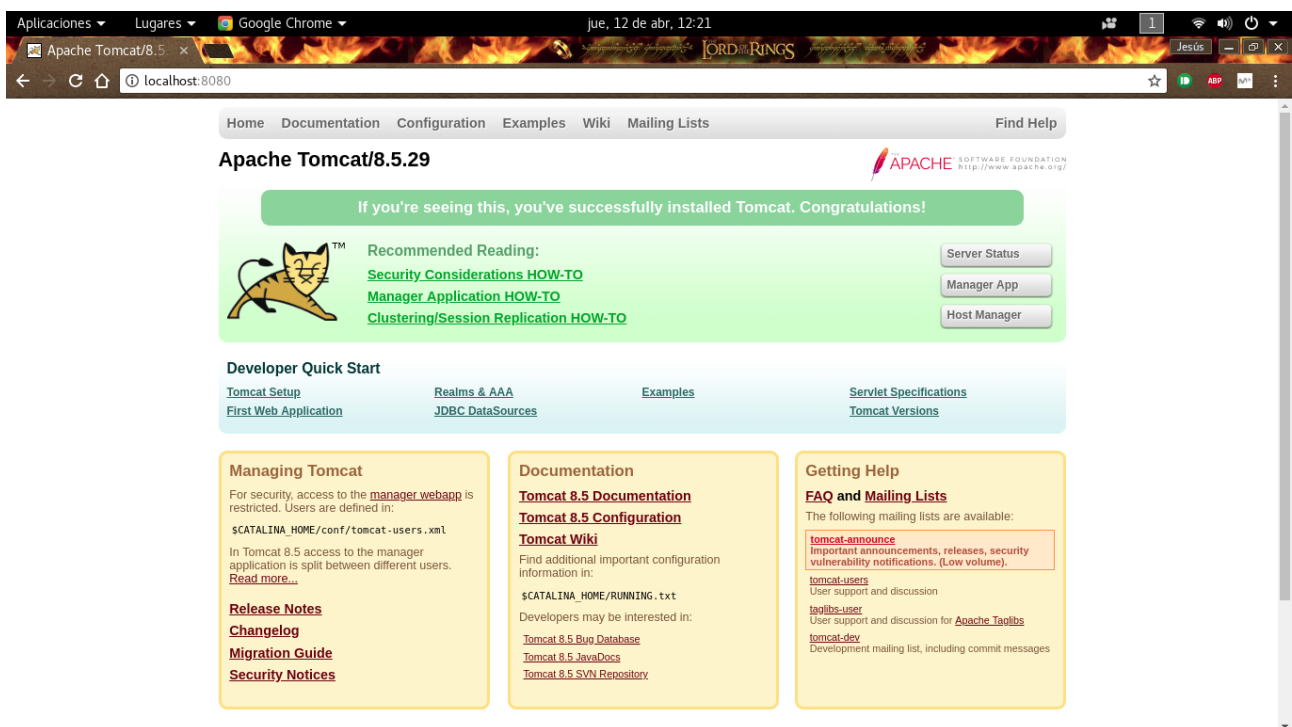 Aplicaciones Lugares Google Chrome jue, 12 de abr, 12:21 1
Apache Tomcat/8.5 LORD OF THE RINGS Jesús
localhost:8080 ABP
Home Documentation Configuration Examples Wiki Mailing Lists Find Help
Apache Tomcat/8.5.29
THE APACHE SOFTWARE FOUNDATION
http://www.apache.org/
If you're seeing this, you've successfully installed Tomcat. Congratulations!
TM
Recommended Reading:
Security Considerations HOW-TO
Manager Application HOW-TO
Clustering/Session Replication HOW-TO
Server Status
Manager App
Host Manager
Developer Quick Start
Tomcat Setup
First Web Application
Realms & AAA
JDBC DataSources
Examples
Servlet Specifications
Tomcat Versions
Managing Tomcat
For security, access to the manager webapp is
restricted. Users are defined in:
$CATALINA_HOME/conf/tomcat-users.xml
In Tomcat 8.5 access to the manager
application is split between different users.
Read more...
Release Notes
Changelog
Migration Guide
Security Notices
Documentation
Tomcat 8.5 Documentation
Tomcat 8.5 Configuration
Tomcat Wiki
Find additional important configuration
information in:
$CATALINA_HOME/RUNNING.txt
Developers may be interested in:
Tomcat 8.5 Bug Database
Tomcat 8.5 JavaDocs
Tomcat 8.5 SVN Repository
Getting Help
FAQ and Mailing Lists
The following mailing lists are available:
tomcat-announce
Important announcements, releases, security
vulnerability notifications. (Low volume).
tomcat-users
User support and discussion
taglibs-user
User support and discussion for Apache Taglibs
tomcat-dev
Development mailing list, including commit messages